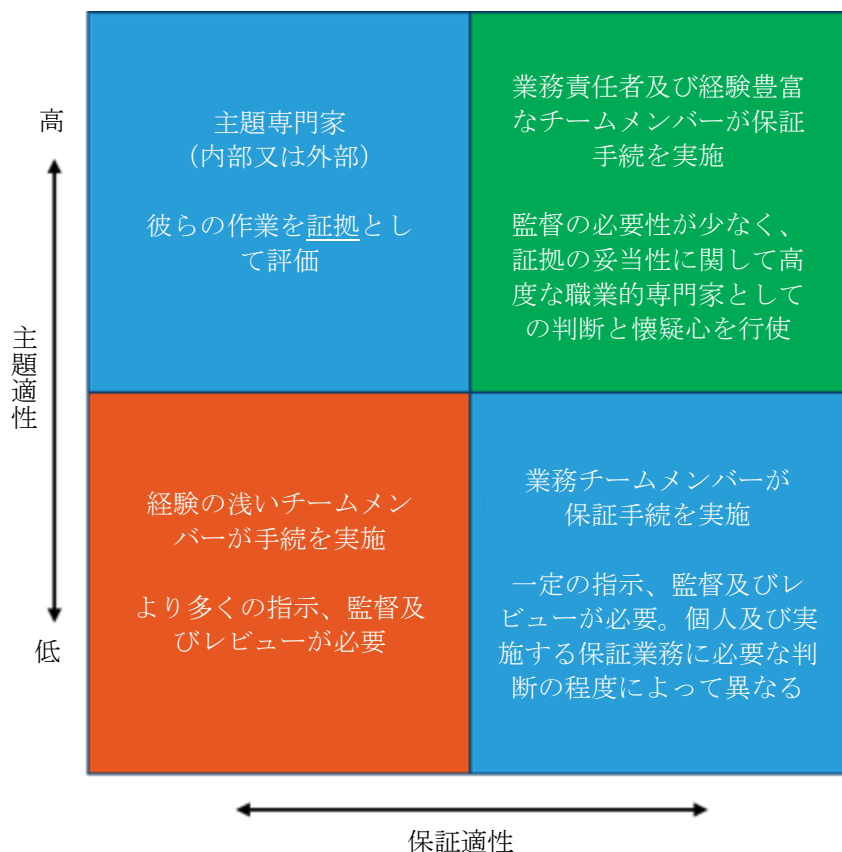 高
主題専門家
（内部又は外部）
彼らの作業を証拠とし
て評価
業務責任者及び経験豊富
なチームメンバーが保証
手続を実施
監督の必要性が少なく、
証拠の妥当性に関して高
度な職業的専門家として
の判断と懐疑心を行使
主題適性
経験の浅いチームメン
バーが手続を実施
より多くの指示、監督及
びレビューが必要
業務チームメンバーが
保証手続を実施
一定の指示、監督及びレ
ビューが必要。個人及び実
施する保証業務に必要な判
断の程度によって異なる
低
保証適性